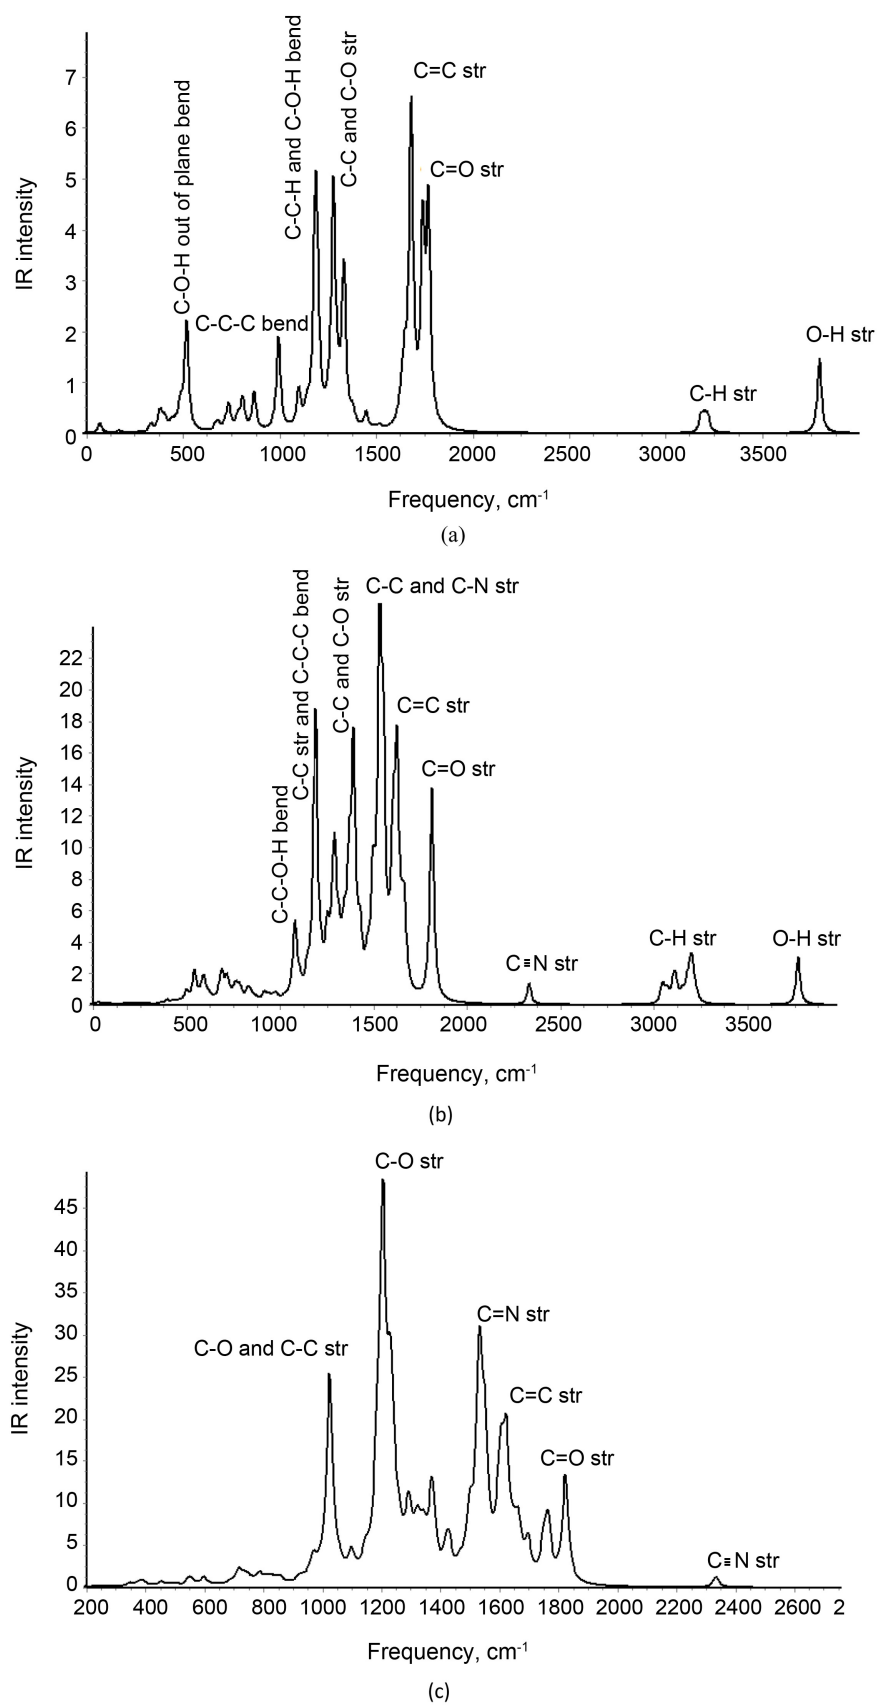 C-O-H out of plane bend
C-C-C bend
C-C-H and C-O-H bend
C-C and C-O str
C=C str
C=O str
C-H str
O-H str
IR intensity
7
6
5
4
3
2
1
0
0 500 1000 1500 2000 2500 3000 3500
Frequency, cm-1
(a)
C-C-O-H bend
C-C str and C-C-C bend
C-C and C-O str
C-C and C-N str
C=C str
C=O str
C≡N str
C-H str
O-H str
IR intensity
22
20
18
16
14
12
10
8
6
4
2
0
0 500 1000 1500 2000 2500 3000 3500
Frequency, cm-1
(b)
C-O str
C-O and C-C str
C=N str
C=C str
C=O str
C≡N str
IR intensity
45
40
35
30
25
20
15
10
5
0
200 400 600 800 1000 1200 1400 1600 1800 2000 2200 2400 2600 2
Frequency, cm-1
(c)